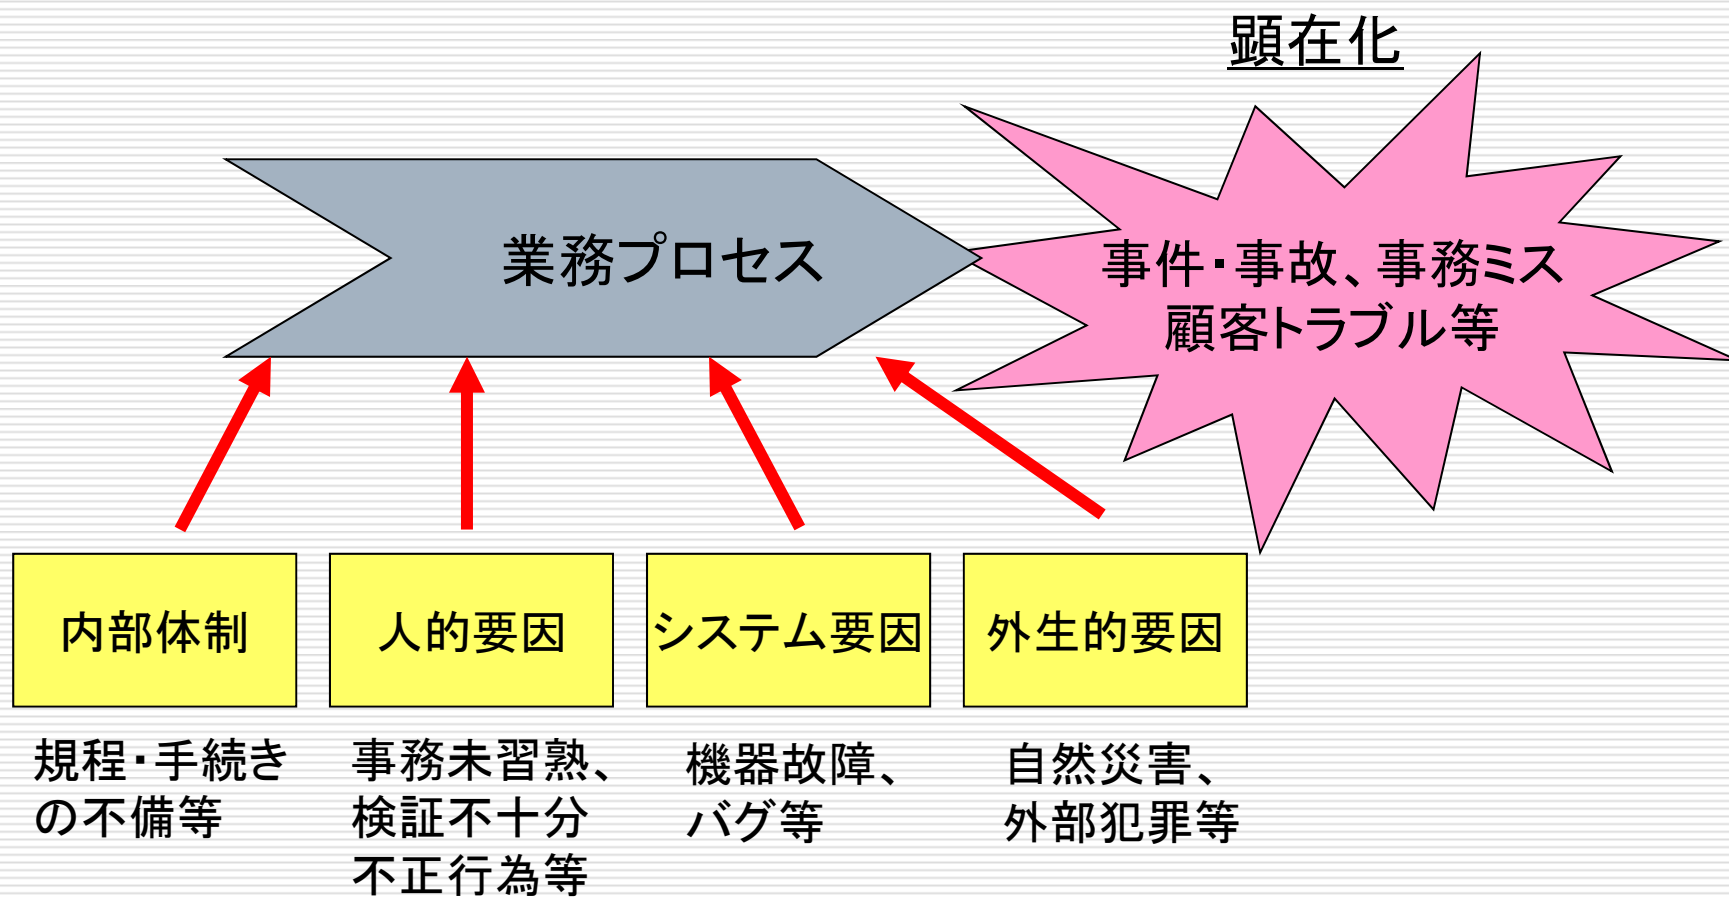 顕在化
業務プロセス
事件・事故、事務ミス
顧客トラブル等
内部体制
人的要因
システム要因
外生的要因
規程・手続き
の不備等
事務未習熟、
検証不十分
不正行為等
機器故障、
バグ等
自然災害、
外部犯罪等